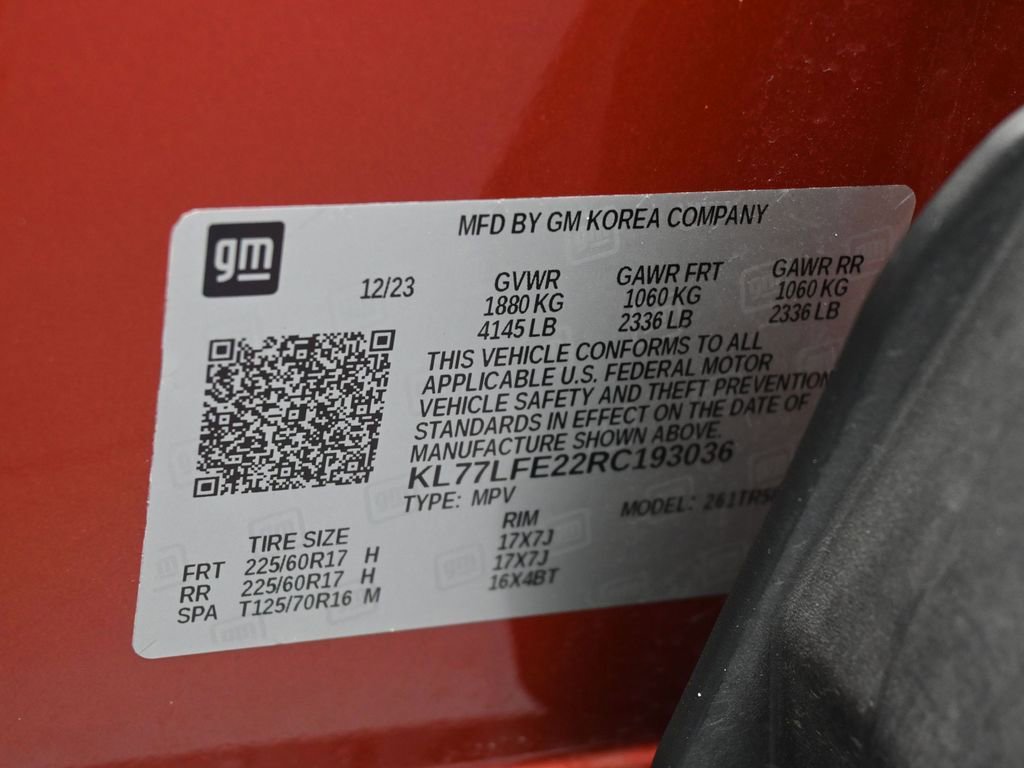 gm
MFD BY GM KOREA COMPANY
12/23 GVWR GAWR FRT GAWR RR
1880 KG 1060 KG 1060 KG
4145 LB 2336 LB 2336 LB
THIS VEHICLE CONFORMS TO ALL
APPLICABLE U.S. FEDERAL MOTOR
VEHICLE SAFETY AND THEFT PREVENTION
STANDARDS IN EFFECT ON THE DATE OF
MANUFACTURE SHOWN ABOVE.
KL77LFE22RC193036
TYPE: MPV MODEL:
TIRE SIZE RIM
FRT 225/60R17 H 17X7J
RR 225/60R17 H 17X7J
SPA T125/70R16 M 16X4BT